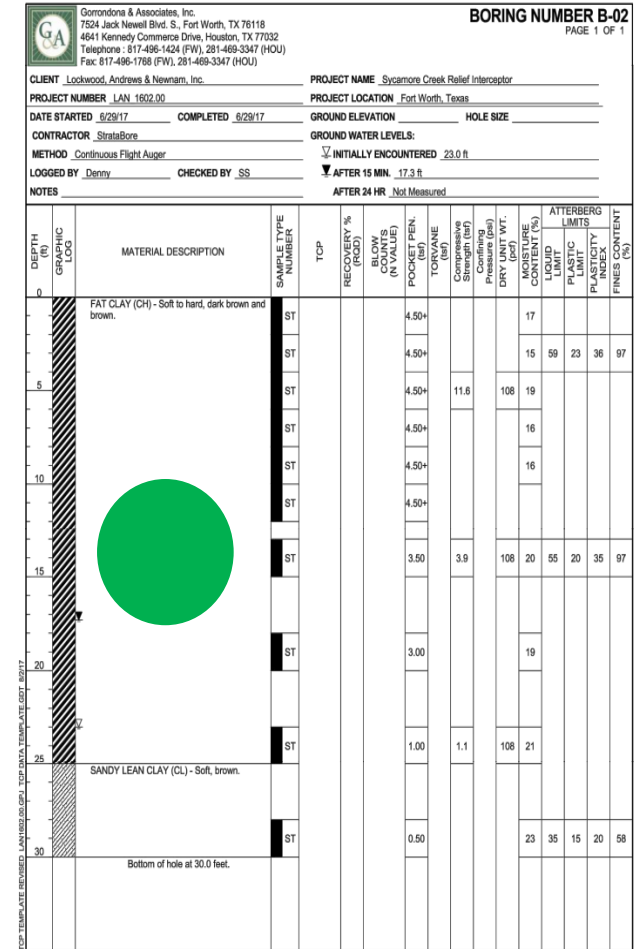 G&A
Gorrondona & Associates, Inc.
7524 Jack Newell Blvd. S., Fort Worth, TX 76118
4641 Kennedy Commerce Drive, Houston, TX 77032
Telephone : 817-496-1424 (FW), 281-469-3347 (HOU)
Fax: 817-496-1768 (FW), 281-469-3347 (HOU)
BORING NUMBER B-02
PAGE 1 OF 1
CLIENT Lockwood, Andrews & Newnam, Inc. PROJECT NAME Sycamore Creek Relief Interceptor
PROJECT NUMBER LAN 1602.00 PROJECT LOCATION Fort Worth, Texas
DATE STARTED 6/29/17 COMPLETED 6/29/17 GROUND ELEVATION HOLE SIZE
CONTRACTOR StrataBore GROUND WATER LEVELS:
METHOD Continuous Flight Auger INITIALLY ENCOUNTERED 23.0 ft
LOGGED BY Denny CHECKED BY SS AFTER 15 MIN. 17.3 ft
NOTES AFTER 24 HR Not Measured
DEPTH (ft)
GRAPHIC LOG
MATERIAL DESCRIPTION
SAMPLE TYPE NUMBER
TCP
RECOVERY % (RQD)
BLOW COUNTS (N VALUE)
POCKET PEN. (tsf)
TORVANE (tsf)
Compressive Strength (tsf)
Confining Pressure (psi)
DRY UNIT WT. (pcf)
MOISTURE CONTENT (%)
ATTERBERG LIMITS
LIQUID LIMIT
PLASTIC LIMIT
PLASTICITY INDEX
FINES CONTENT (%)
0
FAT CLAY (CH) - Soft to hard, dark brown and
brown.
ST 4.50+ 17
ST 4.50+ 15 59 23 36 97
5 ST 4.50+ 11.6 108 19
ST 4.50+ 16
ST 4.50+ 16
10
ST 4.50+
ST 3.50 3.9 108 20 55 20 35 97
15
ST 3.00 19
20
ST 1.00 1.1 108 21
25
SANDY LEAN CLAY (CL) - Soft, brown.
ST 0.50 23 35 15 20 58
30
Bottom of hole at 30.0 feet.
TCP TEMPLATE REVISED LAN1602.00.GPJ TCP DATA TEMPLATE.GDT 8/2/17